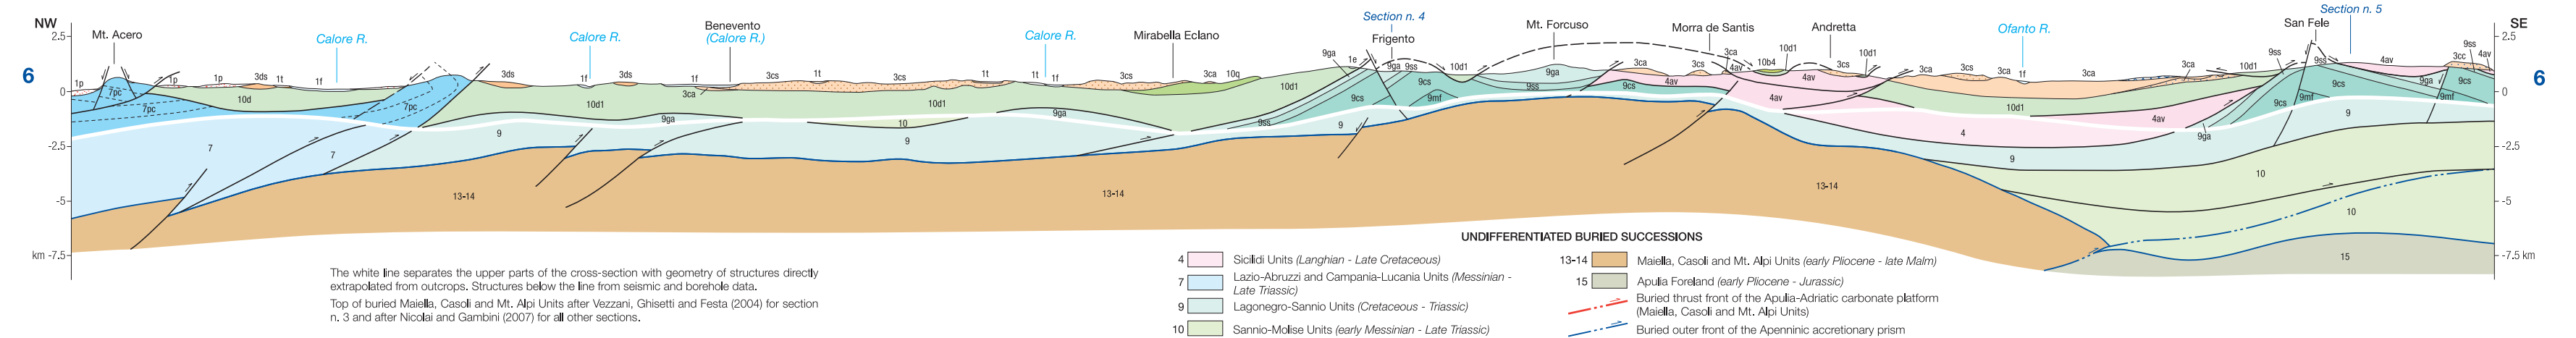 NW
Mt. Acero
Calore R.
Calore R.
Benevento
(Calore R.)
Calore R.
Mirabella Eclano
Section n. 4
Frigento
Mt. Forcuso
Morra de Santis
Andretta
Ofanto R.
San Fele
Section n. 5
SE
6
2.5
0
-2.5
-5
km -7.5
1p
7pc
7pc
1p
1p
3ds
1t
1f
10d
7pc
3ds
1f
3ds
1f
3ca
3cs
1t
3cs
1t
1t
1f
3cs
3ca
10q
9ga
1e
9ga
9ss
10d1
9ga
3ca
3cs
3ca
4av
10b4
10d1
4av
3cs
10d1
3ca
3cs
3ca
1f
3ca
3ca
10d1
9ss
9ss
4av
9ss
3cc
4av
10d1
10d1
10d1
9cs
9cs
9mf
9ss
9cs
4av
4av
10d1
4av
9cs
9mf
9cs
9ga
9mf
9cs
9ga
9
9ga
10
9ga
9ss
9
9
7
7
9
4
9
10
10
15
13-14
13-14
13-14
2.5
0
-2.5
-5
-7.5 km
6
The white line separates the upper parts of the cross-section with geometry of structures directly
extrapolated from outcrops. Structures below the line from seismic and borehole data.
Top of buried Maiella, Casoli and Mt. Alpi Units after Vezzani, Ghisetti and Festa (2004) for section
n. 3 and after Nicolai and Gambini (2007) for all other sections.
UNDIFFERENTIATED BURIED SUCCESSIONS
4 Sicilidi Units (Langhian - Late Cretaceous)
7 Lazio-Abruzzi and Campania-Lucania Units (Messinian -
Late Triassic)
9 Lagonegro-Sannio Units (Cretaceous - Triassic)
10 Sannio-Molise Units (early Messinian - Late Triassic)
13-14 Maiella, Casoli and Mt. Alpi Units (early Pliocene - late Malm)
15 Apulia Foreland (early Pliocene - Jurassic)
Buried thrust front of the Apulia-Adriatic carbonate platform
(Maiella, Casoli and Mt. Alpi Units)
Buried outer front of the Apenninic accretionary prism